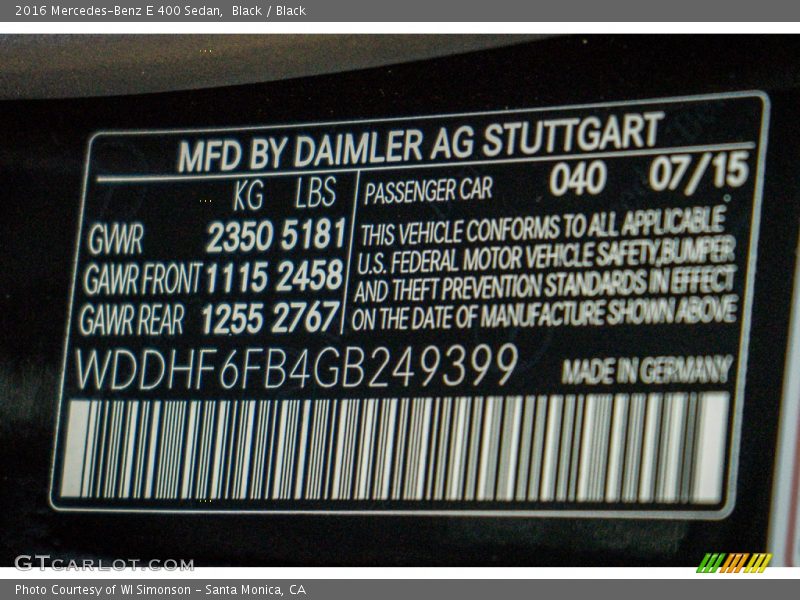 2016 Mercedes-Benz E 400 Sedan, Black / Black
MFD BY DAIMLER AG STUTTGART
KG LBS
GVWR 2350 5181
GAWR FRONT 1115 2458
GAWR REAR 1255 2767
PASSENGER CAR 040 07/15
THIS VEHICLE CONFORMS TO ALL APPLICABLE
U.S. FEDERAL MOTOR VEHICLE SAFETY,BUMPER
AND THEFT PREVENTION STANDARDS IN EFFECT
ON THE DATE OF MANUFACTURE SHOWN ABOVE
WDDHF6FB4GB249399
MADE IN GERMANY
GTCARLOT.COM
Photo Courtesy of WI Simonson - Santa Monica, CA